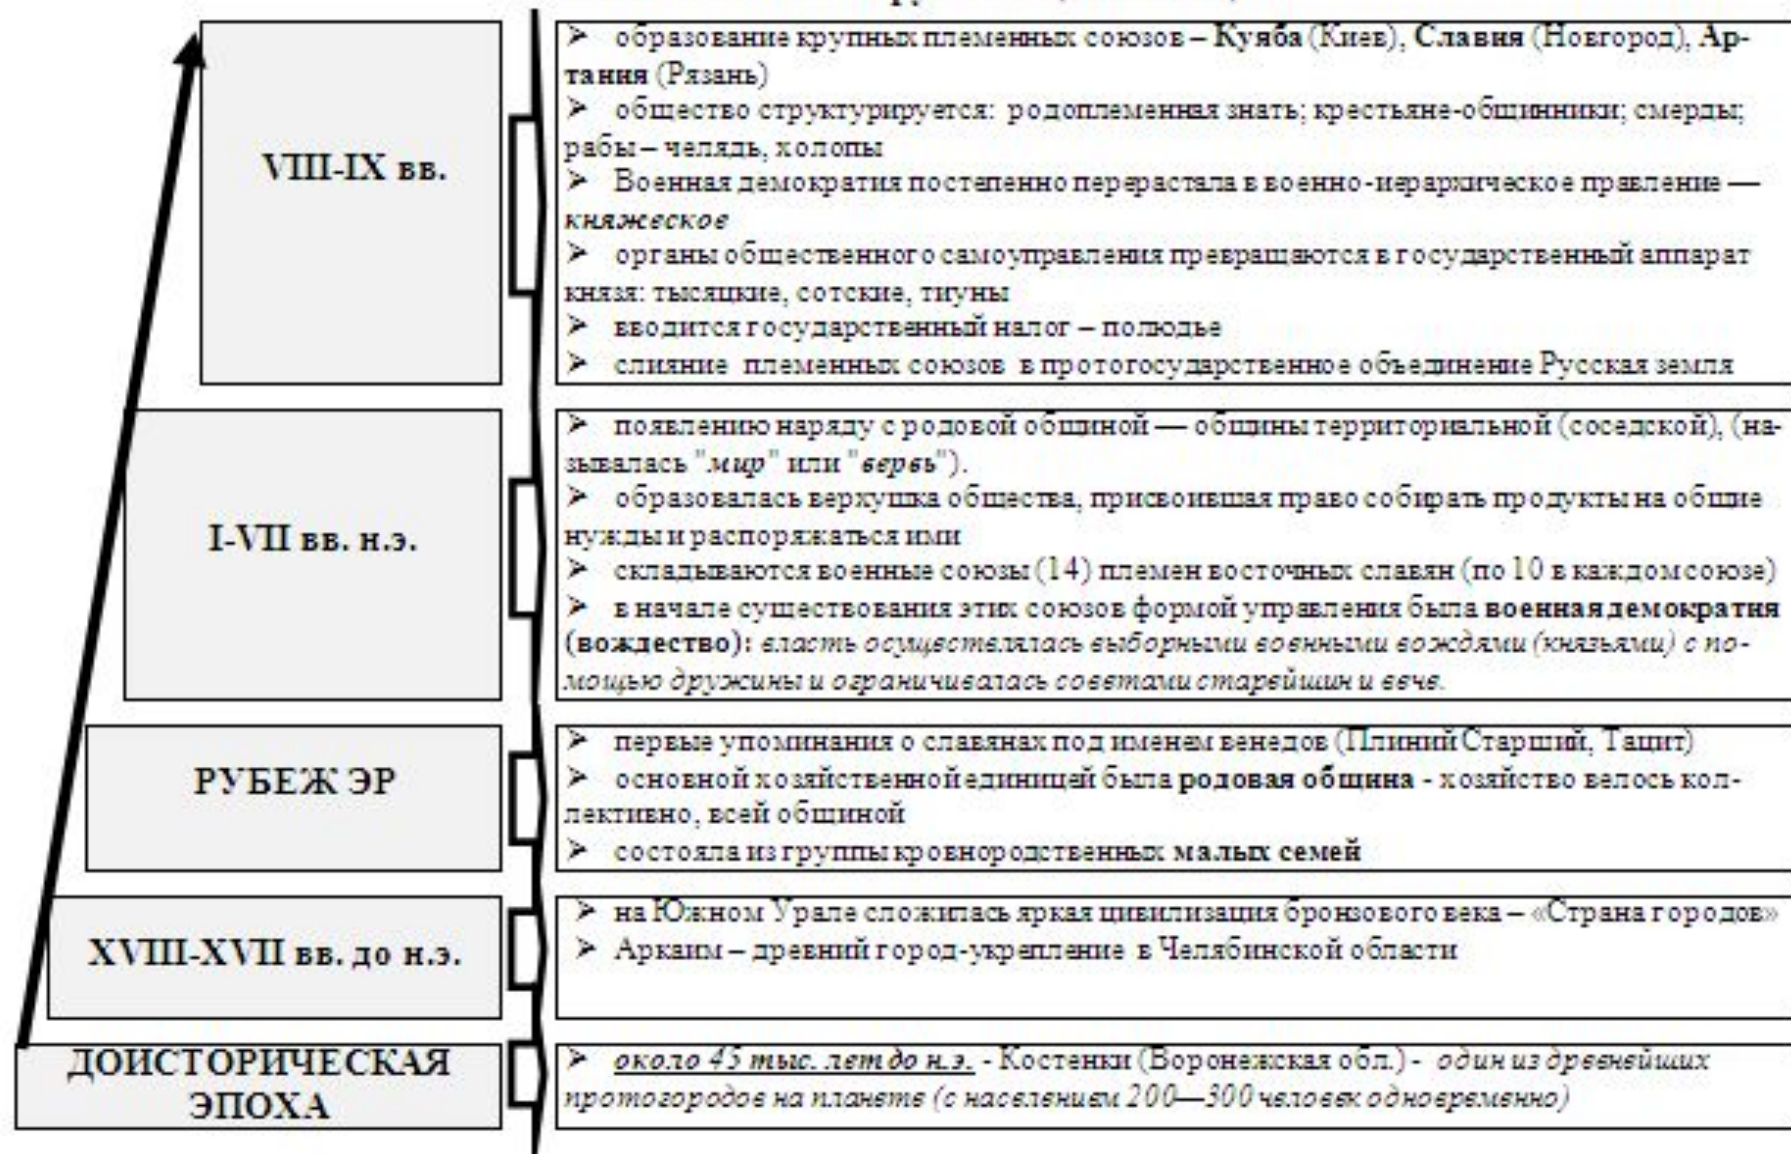 VIII-IX вв.
➢ образование крупных племенных союзов – Куяба (Киев), Славия (Новгород), Ар-
тания (Рязань)
➢ общество структурируется: родоплеменная знать; крестьяне-общинники; смерды;
рабы – челядь, холопы
➢ Военная демократия постепенно перерастала в военно-иерархическое правление —
княжеское
➢ органы общественного самоуправления превращаются в государственный аппарат
князя: тысяцкие, сотские, тиуны
➢ вводится государственный налог – полюдье
➢ слияние племенных союзов в протогосударственное объединение Русская земля
I-VII вв. н.э.
➢ появлению наряду с родовой общиной — общины территориальной (соседской), (на-
зывалась "мир" или "вервь").
➢ образовалась верхушка общества, присвоившая право собирать продукты на общие
нужды и распоряжаться ими
➢ складываются военные союзы (14) племен восточных славян (по 10 в каждом союзе)
➢ в начале существования этих союзов формой управления была военная демократия
(вождество): власть осуществлялась выборными военными вождями (князьями) с по-
мощью дружины и ограничивалась советами старейшин и вече.
РУБЕЖ ЭР
➢ первые упоминания о славянах под именем венедов (Плиний Старший, Тацит)
➢ основной хозяйственной единицей была родовая община - хозяйство велось кол-
лективно, всей общиной
➢ состояла из группы кровнородственных малых семей
XVIII-XVII вв. до н.э.
➢ на Южном Урале сложилась яркая цивилизация бронзового века – «Страна городов»
➢ Аркаим – древний город-укрепление в Челябинской области
ДОИСТОРИЧЕСКАЯ
ЭПОХА
➢ около 45 тыс. лет до н.э. - Костенки (Воронежская обл.) - один из древнейших
протогородов на планете (с населением 200—300 человек одновременно)